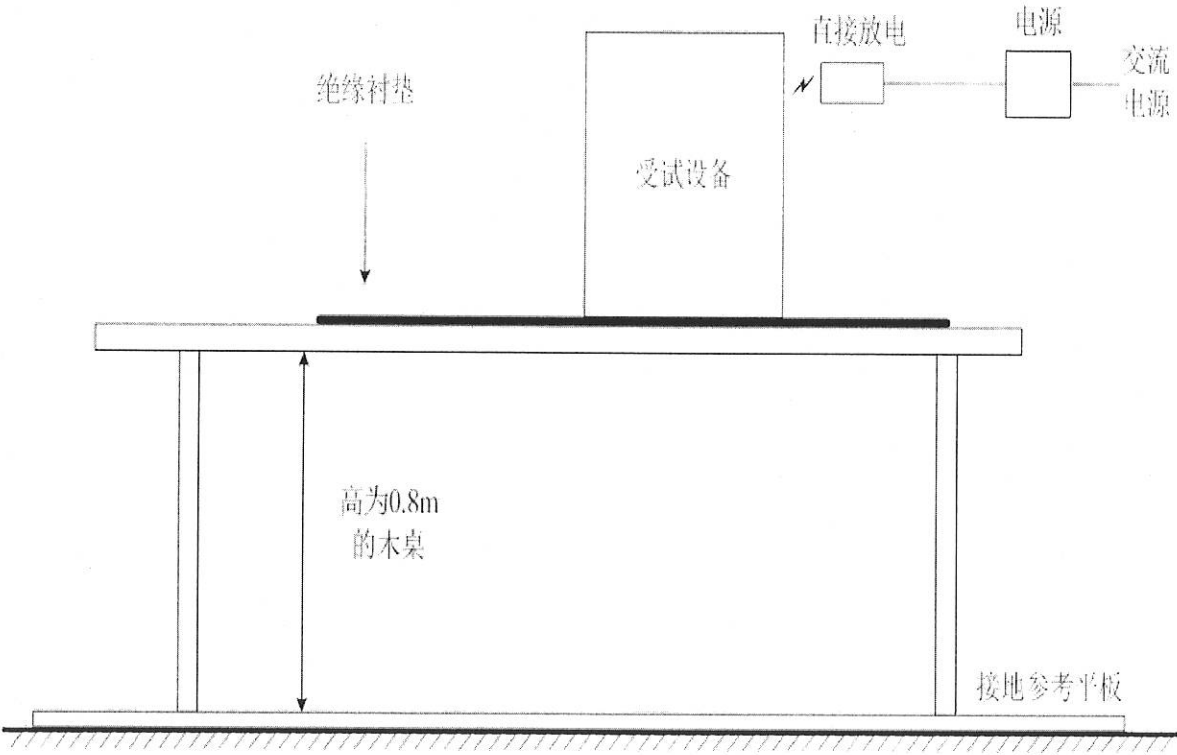 直接放电
电源
交流
电源
绝缘衬垫
受试设备
高为0.8m
的木桌
接地参考平板